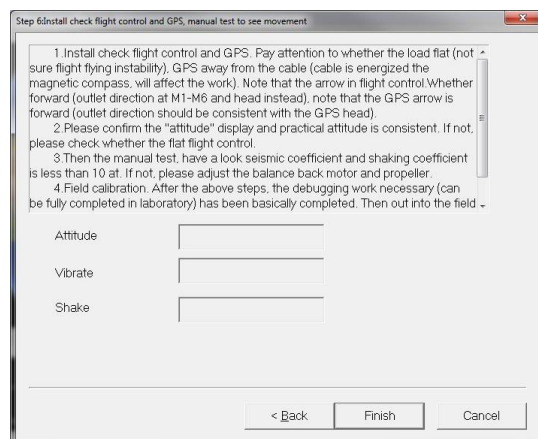 Step 6:Install check flight control and GPS, manual test to see movement
1.Install check flight control and GPS. Pay attention to whether the load flat (not
sure flight flying instability), GPS away from the cable (cable is energized the
magnetic compass, will affect the work). Note that the arrow in flight control.Whether
forward (outlet direction at M1-M6 and head instead), note that the GPS arrow is
forward (outlet direction should be consistent with the GPS head).
2.Please confirm the "attitude" display and practical attitude is consistent. If not,
please check whether the flat flight control.
3.Then the manual test, have a look seismic coefficient and shaking coefficient
is less than 10 at. If not, please adjust the balance back motor and propeller.
4.Field calibration. After the above steps, the debugging work necessary (can
be fully completed in laboratory) has been basically completed. Then out into the field
Attitude
Vibrate
Shake
< Back Finish Cancel